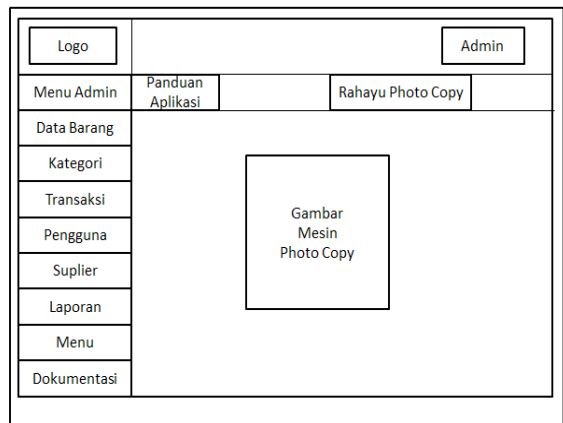 Logo
Admin
Menu Admin
Panduan
Aplikasi
Rahayu Photo Copy
Data Barang
Kategori
Transaksi
Pengguna
Suplier
Laporan
Menu
Dokumentasi
Gambar
Mesin
Photo Copy